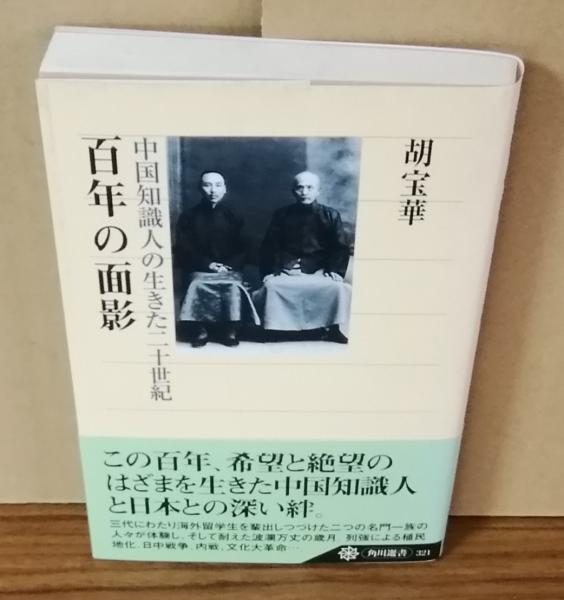 胡宝華
中国知識人の生きた二十世紀
百年の面影
この百年、希望と絶望の
はざまを生きた中国知識人
と日本との深い絆。
三代にわたり海外留学生を輩出しつづけた二つの名門一族の
人々が体験し、そして耐えた波瀾万丈の歳月。列強による植民
地化、日中戦争、内戦、文化大革命…
角川選書 321